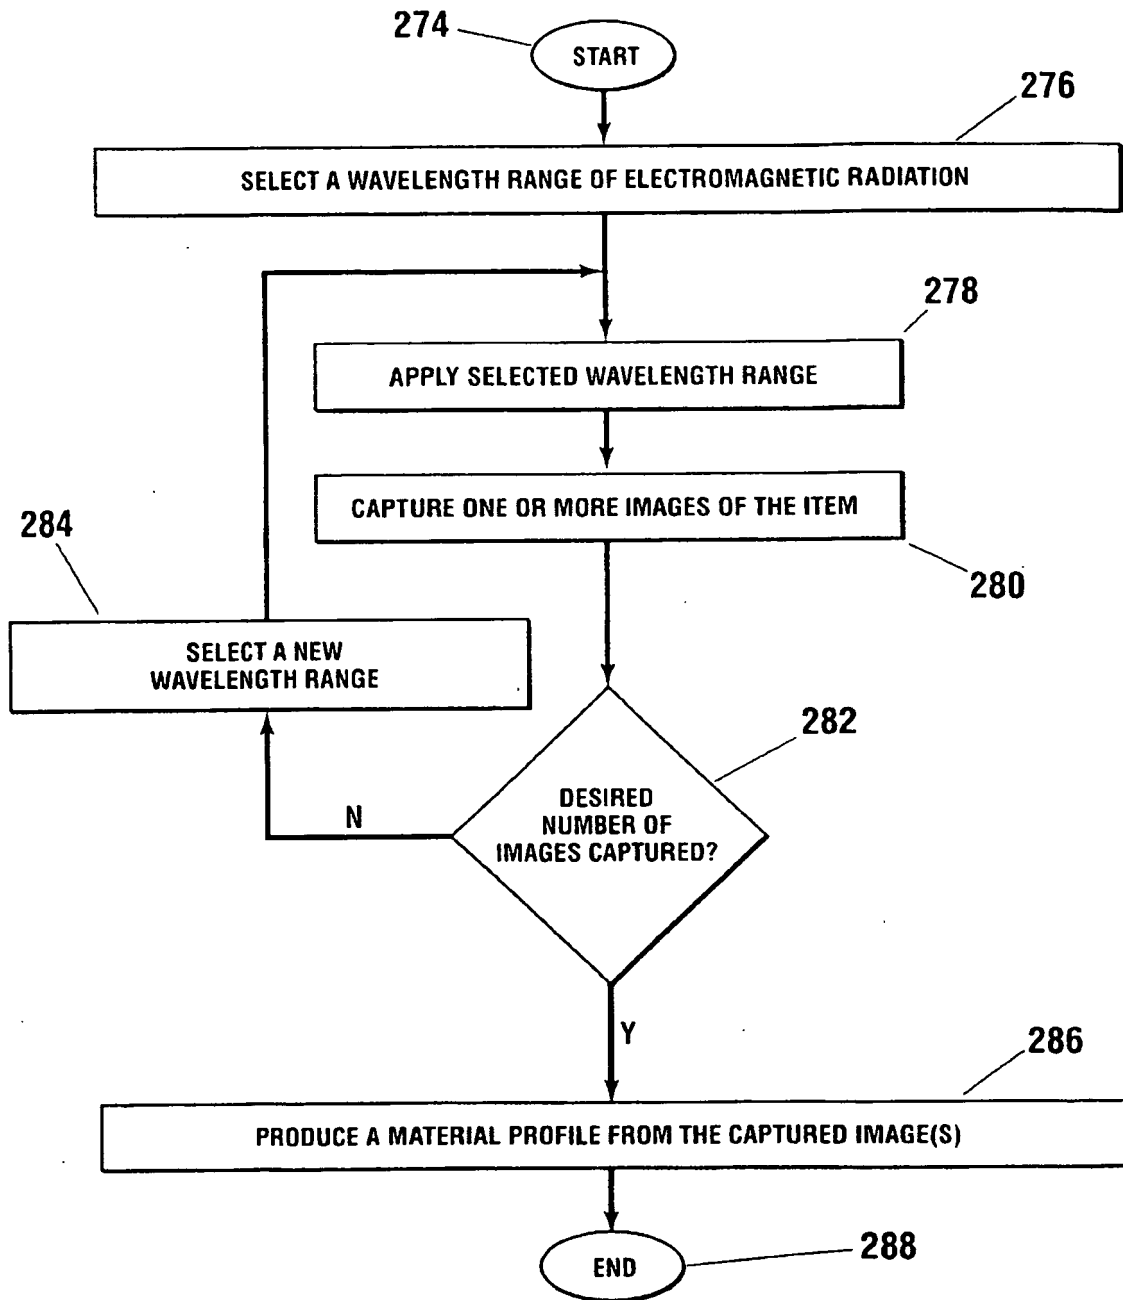 274
START
276
SELECT A WAVELENGTH RANGE OF ELECTROMAGNETIC RADIATION
278
APPLY SELECTED WAVELENGTH RANGE
CAPTURE ONE OR MORE IMAGES OF THE ITEM
280
284
SELECT A NEW
WAVELENGTH RANGE
282
DESIRED
NUMBER OF
IMAGES CAPTURED?
N
Y
286
PRODUCE A MATERIAL PROFILE FROM THE CAPTURED IMAGE(S)
END
288